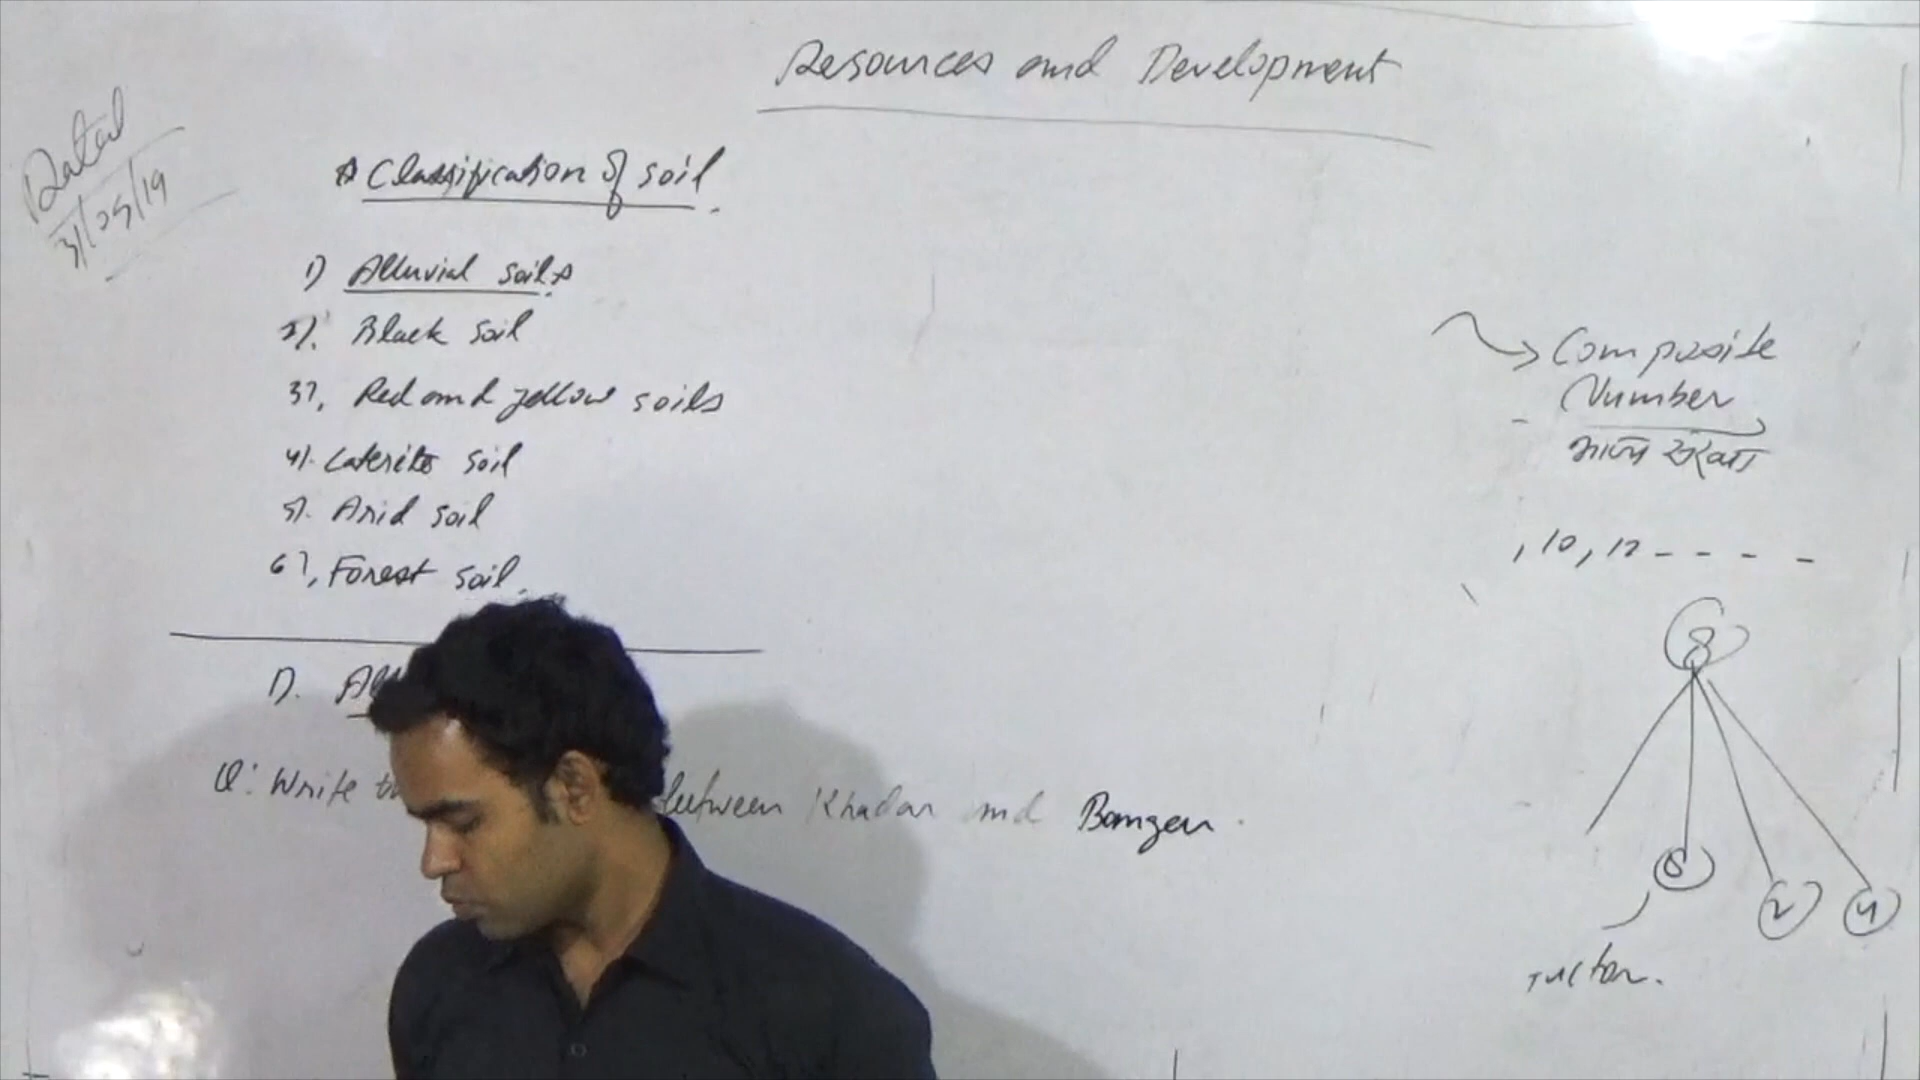 Resources and Development
Dated
31/05/19
Classification of soil
1) Alluvial soils
2). Black soil
3), Red and yellow soils
4). Laterite soil
5). Arid soil
6), Forest soil.
1). All
Q: Write between Khadar and Bangar.
Composite
Number
भाज्य संख्या
, 10, 12 - - - -
8
8
2
4